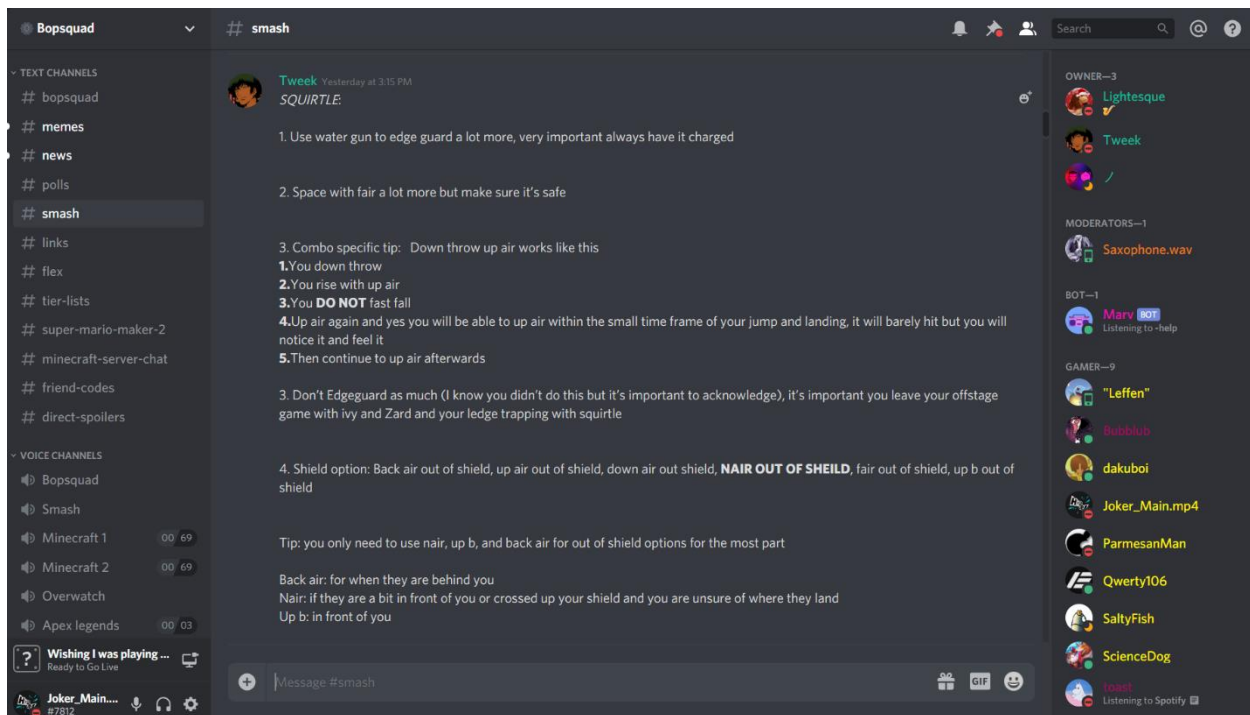 Bopsquad
TEXT CHANNELS
# bopsquad
# memes
# news
# polls
# smash
# links
# flex
# tier-lists
# super-mario-maker-2
# minecraft-server-chat
# friend-codes
# direct-spoilers
VOICE CHANNELS
Bopsquad
Smash
Minecraft 1 00 69
Minecraft 2 00 69
Overwatch
Apex legends 00 03
Wishing I was playing ...
Ready to Go Live
Joker_Main....
#7812
# smash
Search
Tweek Yesterday at 3:15 PM
SQUIRTLE:
1. Use water gun to edge guard a lot more, very important always have it charged
2. Space with fair a lot more but make sure it's safe
3. Combo specific tip: Down throw up air works like this
1.You down throw
2.You rise with up air
3.You DO NOT fast fall
4.Up air again and yes you will be able to up air within the small time frame of your jump and landing, it will barely hit but you will
notice it and feel it
5.Then continue to up air afterwards
3. Don't Edgeguard as much (I know you didn't do this but it's important to acknowledge), it's important you leave your offstage
game with ivy and Zard and your ledge trapping with squirtle
4. Shield option: Back air out of shield, up air out of shield, down air out shield, NAIR OUT OF SHEILD, fair out of shield, up b out of
shield
Tip: you only need to use nair, up b, and back air for out of shield options for the most part
Back air: for when they are behind you
Nair: if they are a bit in front of you or crossed up your shield and you are unsure of where they land
Up b: in front of you
Message #smash
GIF
OWNER—3
Lightesque
Tweek
ノ
MODERATORS—1
Saxophone.wav
BOT—1
Marv BOT
Listening to -help
GAMER—9
"Leffen"
Bubblub
dakuboi
Joker_Main.mp4
ParmesanMan
Qwerty106
SaltyFish
ScienceDog
toast
Listening to Spotify